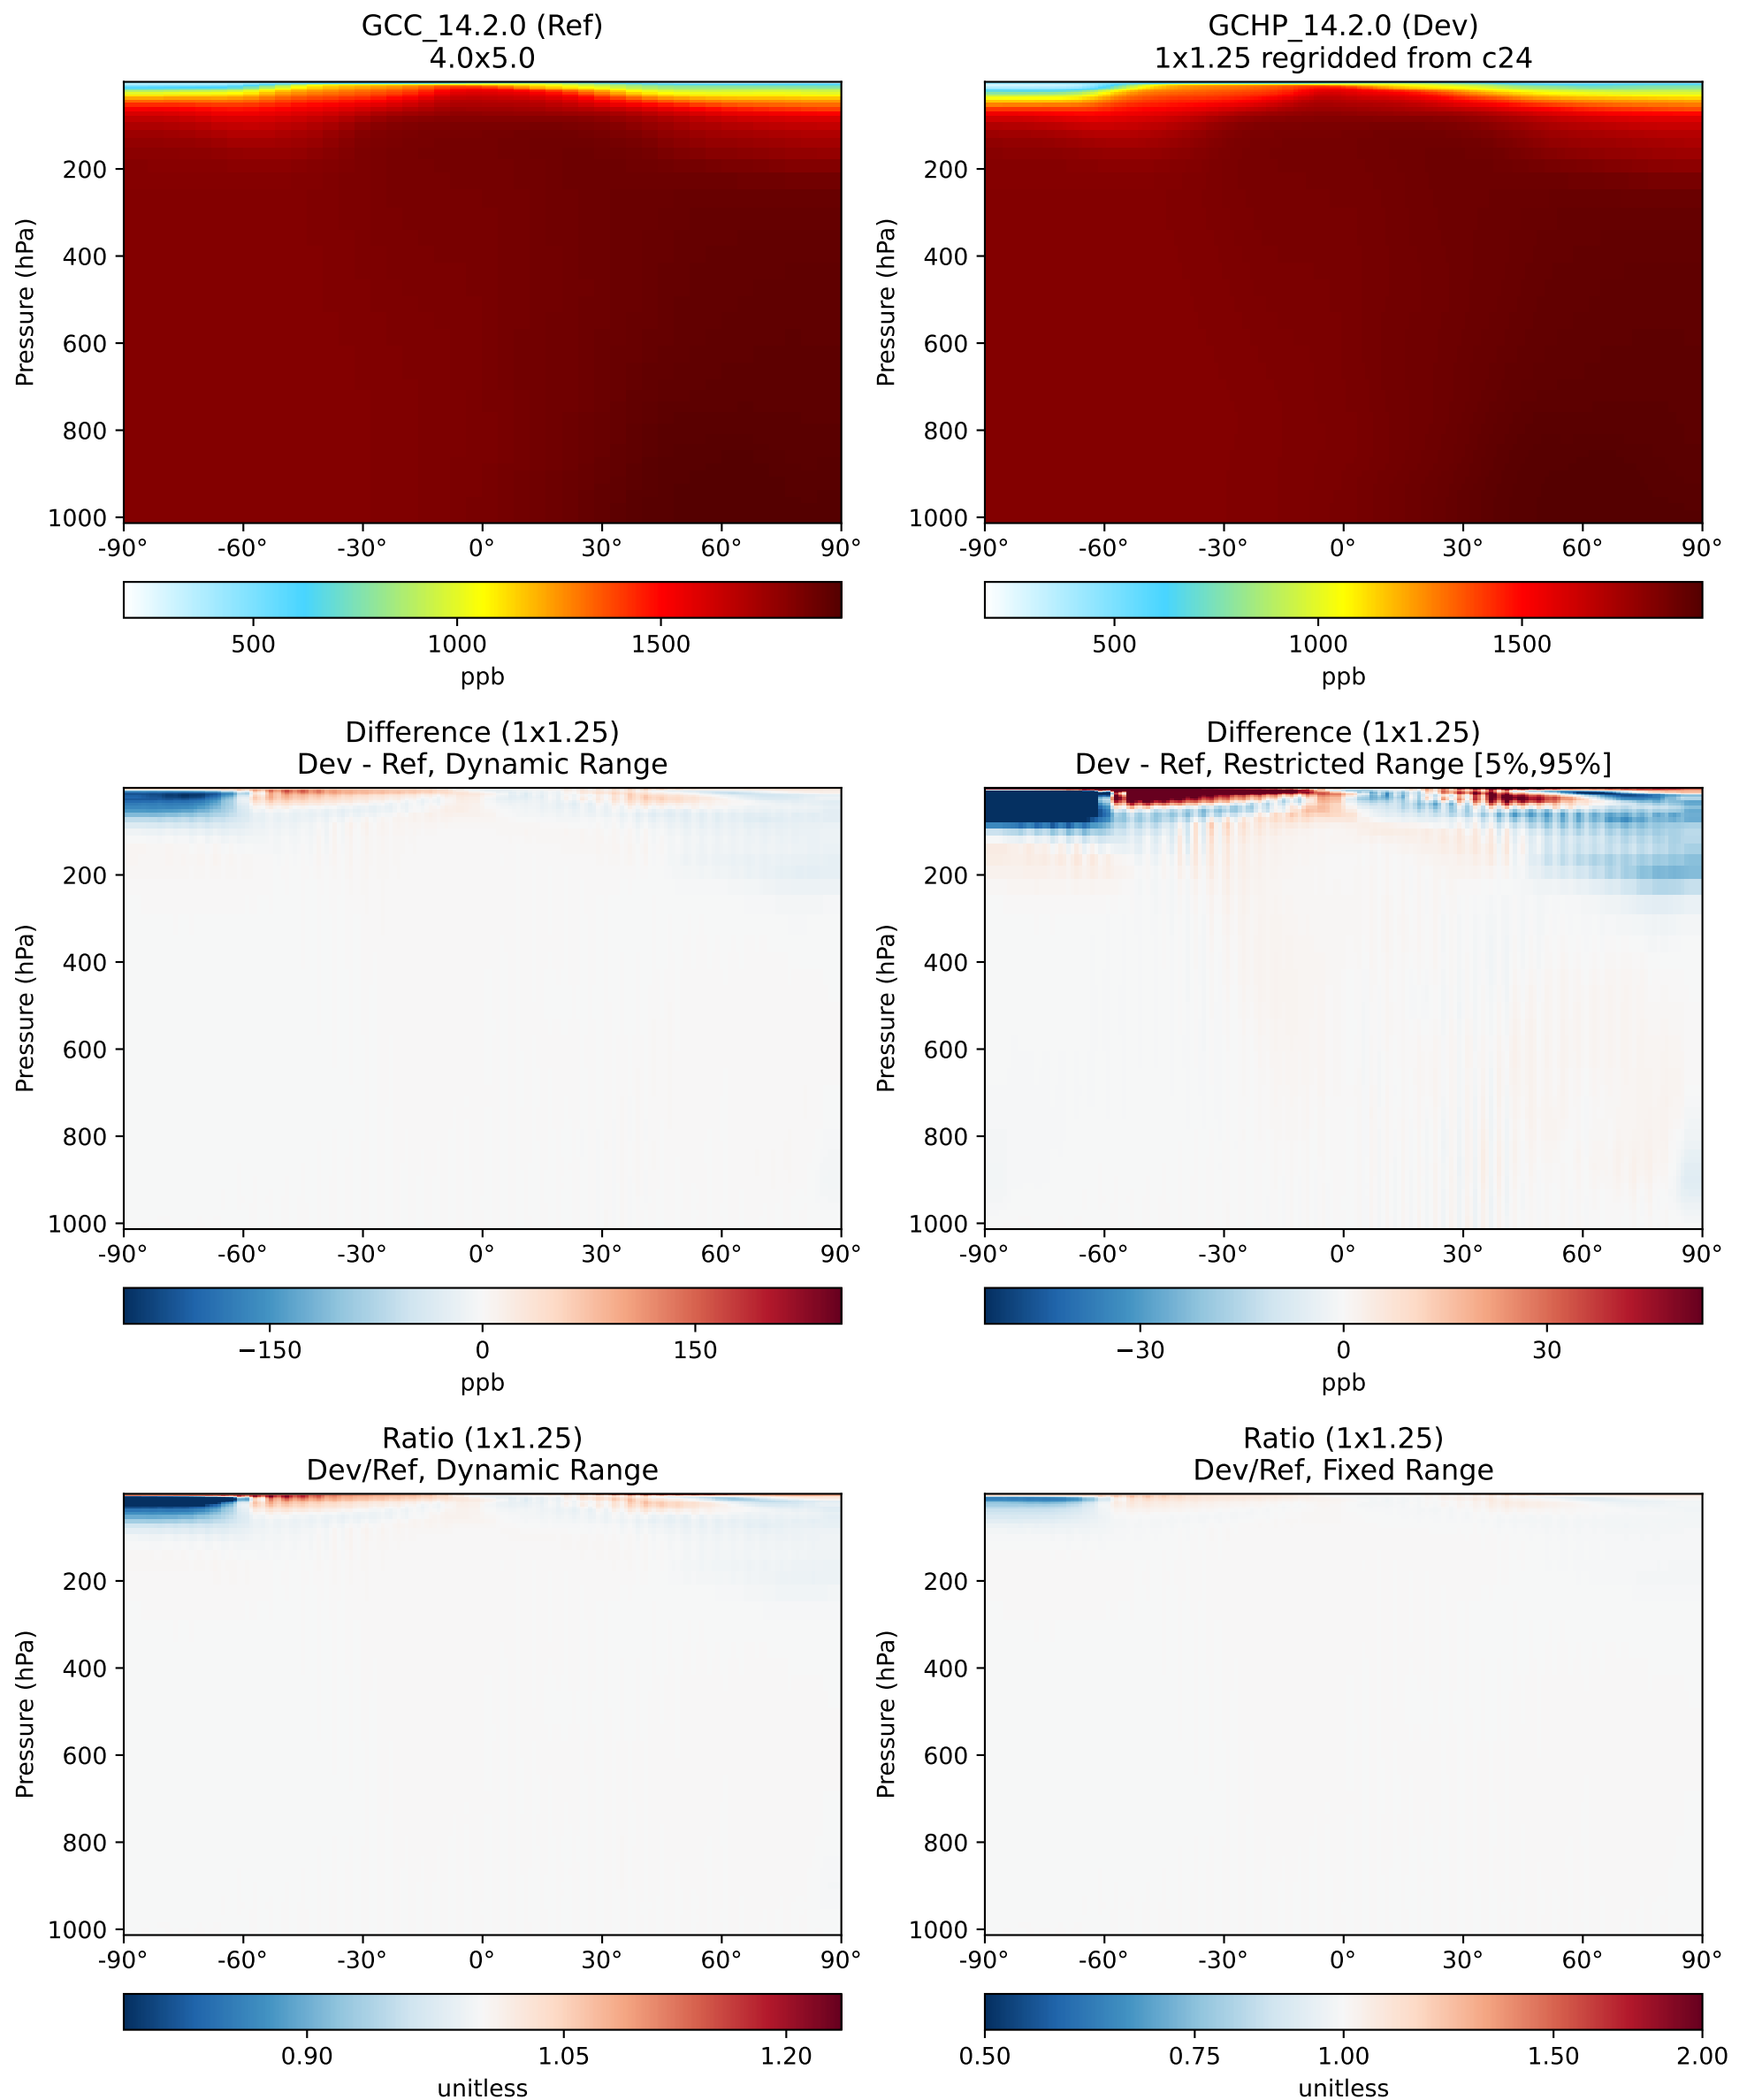 GCC_14.2.0 (Ref)
4.0x5.0
Pressure (hPa)
200
400
600
800
1000
-90° -60° -30° 0° 30° 60° 90°
500 1000 1500
ppb
GCHP_14.2.0 (Dev)
1x1.25 regridded from c24
Pressure (hPa)
200
400
600
800
1000
-90° -60° -30° 0° 30° 60° 90°
500 1000 1500
ppb
Difference (1x1.25)
Dev - Ref, Dynamic Range
Pressure (hPa)
200
400
600
800
1000
-90° -60° -30° 0° 30° 60° 90°
−150 0 150
ppb
Difference (1x1.25)
Dev - Ref, Restricted Range [5%,95%]
Pressure (hPa)
200
400
600
800
1000
-90° -60° -30° 0° 30° 60° 90°
−30 0 30
ppb
Ratio (1x1.25)
Dev/Ref, Dynamic Range
Pressure (hPa)
200
400
600
800
1000
-90° -60° -30° 0° 30° 60° 90°
0.90 1.05 1.20
unitless
Ratio (1x1.25)
Dev/Ref, Fixed Range
Pressure (hPa)
200
400
600
800
1000
-90° -60° -30° 0° 30° 60° 90°
0.50 0.75 1.00 1.50 2.00
unitless